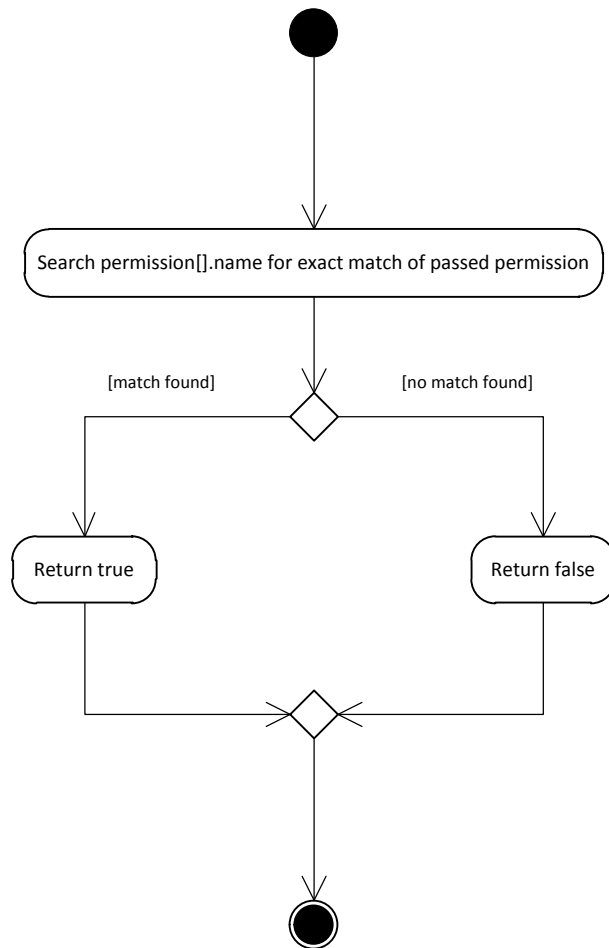 Search permission[].name for exact match of passed permission
[match found]
[no match found]
Return true
Return false